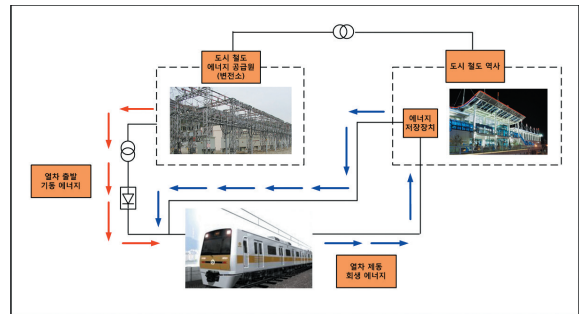 도시 철도
에너지 공급원
(변전소)
도시 철도 역사
에너지
저장장치
열차 출발
기동 에너지
열차 제동
회생 에너지